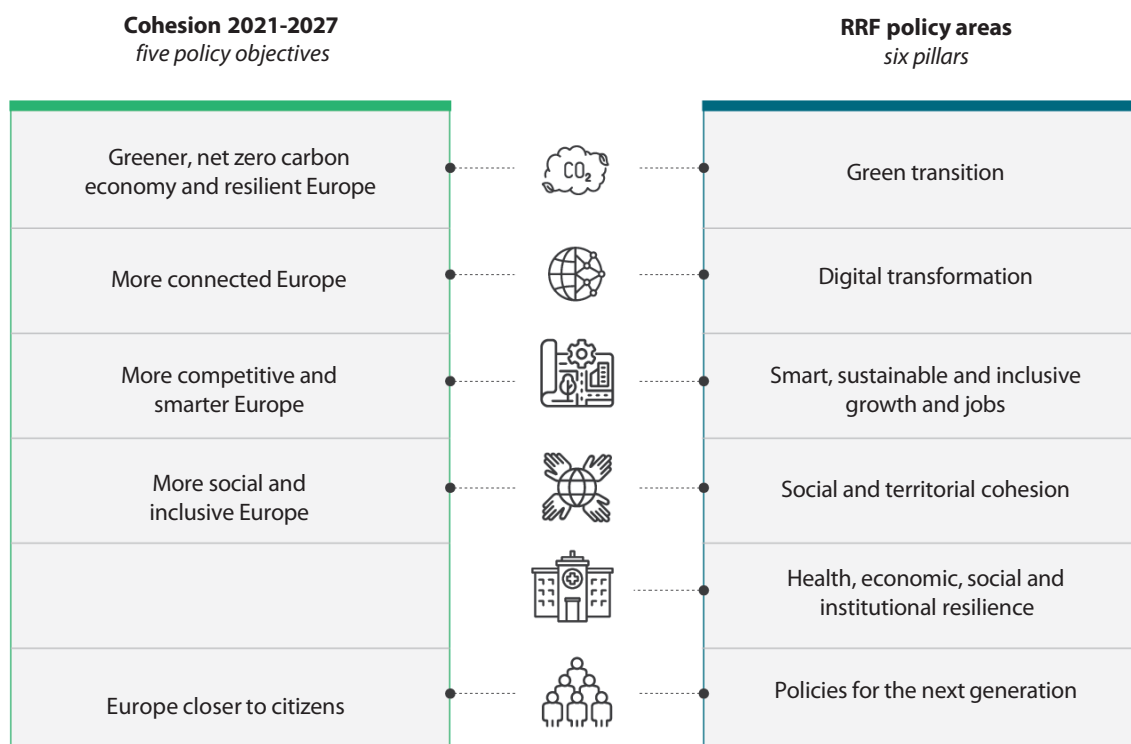 Cohesion 2021-2027
five policy objectives
RRF policy areas
six pillars
Greener, net zero carbon
economy and resilient Europe
CO₂
Green transition
More connected Europe
Digital transformation
More competitive and
smarter Europe
Smart, sustainable and inclusive
growth and jobs
More social and
inclusive Europe
Social and territorial cohesion
Health, economic, social and
institutional resilience
Europe closer to citizens
Policies for the next generation